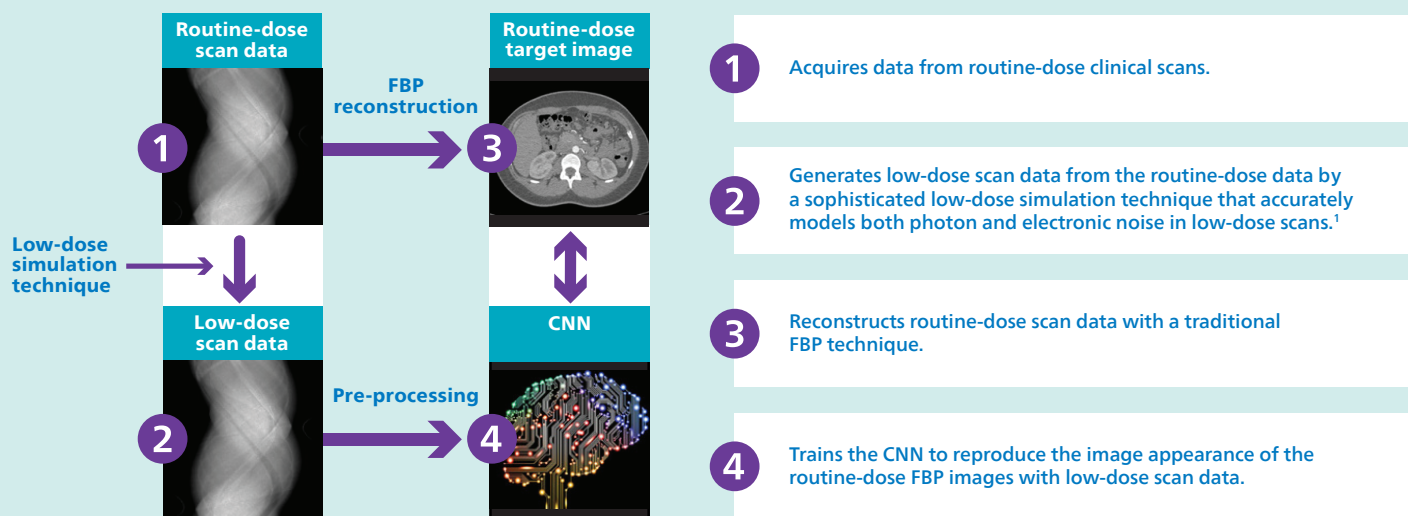 Routine-dose
scan data
FBP
reconstruction
Routine-dose
target image
1
3
Low-dose
simulation
technique
Low-dose
scan data
Pre-processing
CNN
2
4
1
Acquires data from routine-dose clinical scans.
2
Generates low-dose scan data from the routine-dose data by
a sophisticated low-dose simulation technique that accurately
models both photon and electronic noise in low-dose scans.¹
3
Reconstructs routine-dose scan data with a traditional
FBP technique.
4
Trains the CNN to reproduce the image appearance of the
routine-dose FBP images with low-dose scan data.